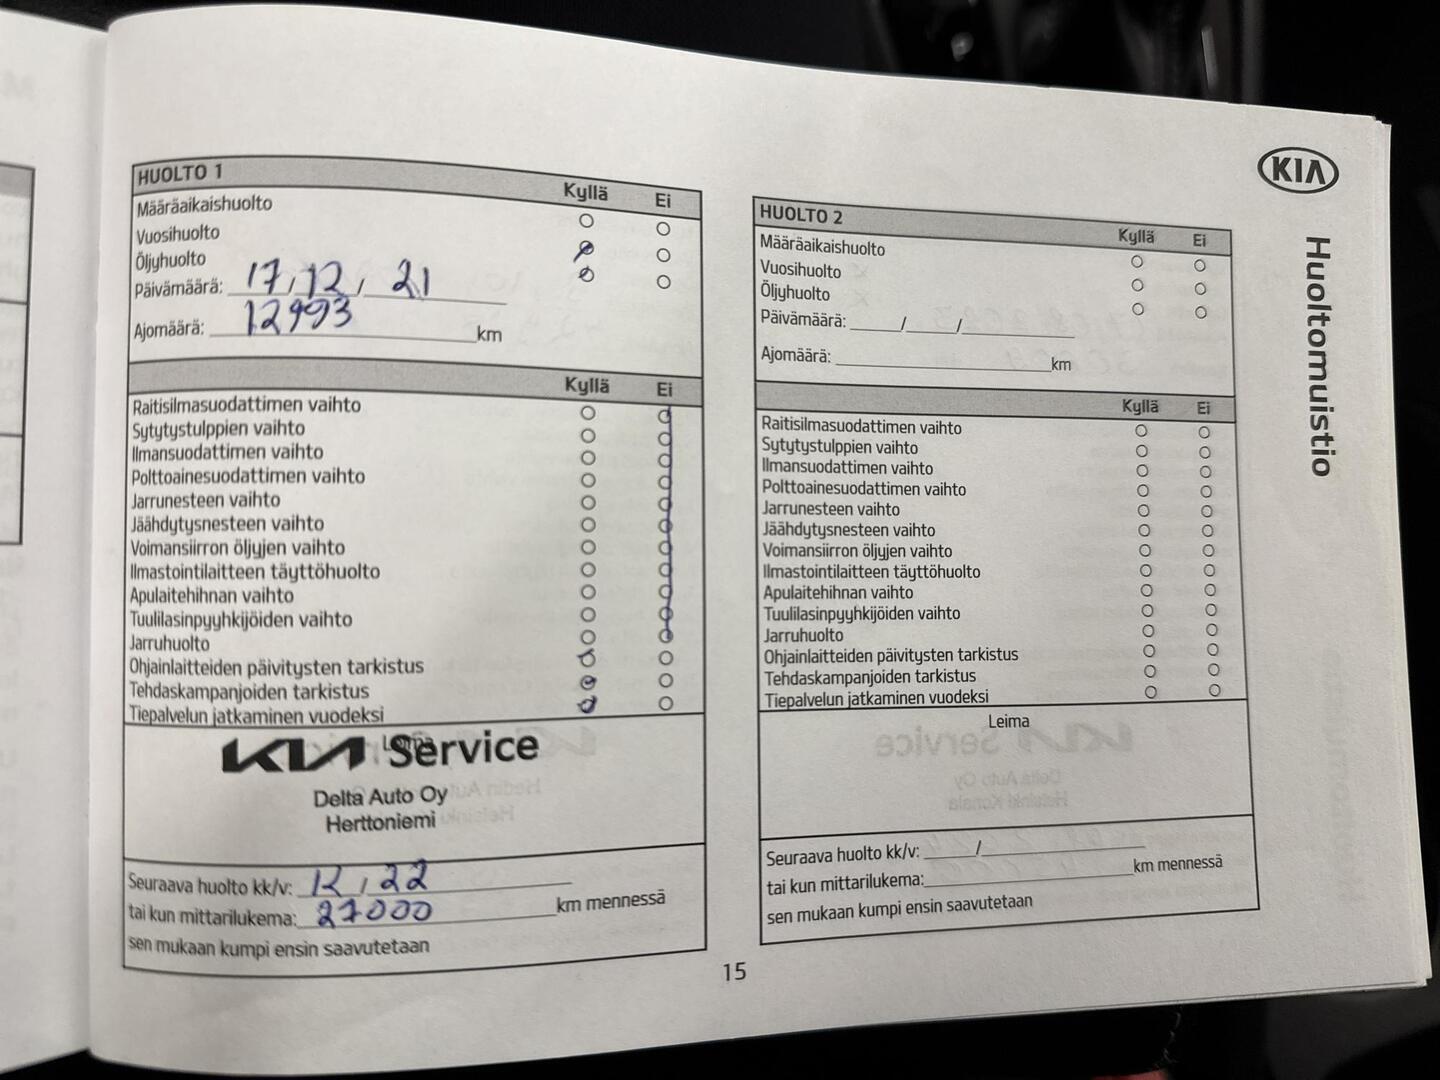 KIA
Huoltomuistio
HUOLTO 1
Kyllä Ei
Määräaikaishuolto
Vuosihuolto
Öljyhuolto
Päivämäärä: 17 / 12 / 21
Ajomäärä: 12993 km
Kyllä Ei
Raitisilmasuodattimen vaihto
Sytytystulppien vaihto
Ilmansuodattimen vaihto
Polttoainesuodattimen vaihto
Jarrunesteen vaihto
Jäähdytysnesteen vaihto
Voimansiirron öljyjen vaihto
Ilmastointilaitteen täyttöhuolto
Apulaitehihnan vaihto
Tuulilasinpyyhkijöiden vaihto
Jarruhuolto
Ohjainlaitteiden päivitysten tarkistus
Tehdaskampanjoiden tarkistus
Tiepalvelun jatkaminen vuodeksi
Leima
KIA Service
Delta Auto Oy
Herttoniemi
Seuraava huolto kk/v: 12 / 22
tai kun mittarilukema: 27000 km mennessä
sen mukaan kumpi ensin saavutetaan
HUOLTO 2
Kyllä Ei
Määräaikaishuolto
Vuosihuolto
Öljyhuolto
Päivämäärä: / /
Ajomäärä: km
Kyllä Ei
Raitisilmasuodattimen vaihto
Sytytystulppien vaihto
Ilmansuodattimen vaihto
Polttoainesuodattimen vaihto
Jarrunesteen vaihto
Jäähdytysnesteen vaihto
Voimansiirron öljyjen vaihto
Ilmastointilaitteen täyttöhuolto
Apulaitehihnan vaihto
Tuulilasinpyyhkijöiden vaihto
Jarruhuolto
Ohjainlaitteiden päivitysten tarkistus
Tehdaskampanjoiden tarkistus
Tiepalvelun jatkaminen vuodeksi
Leima
Seuraava huolto kk/v: /
tai kun mittarilukema: km mennessä
sen mukaan kumpi ensin saavutetaan
15